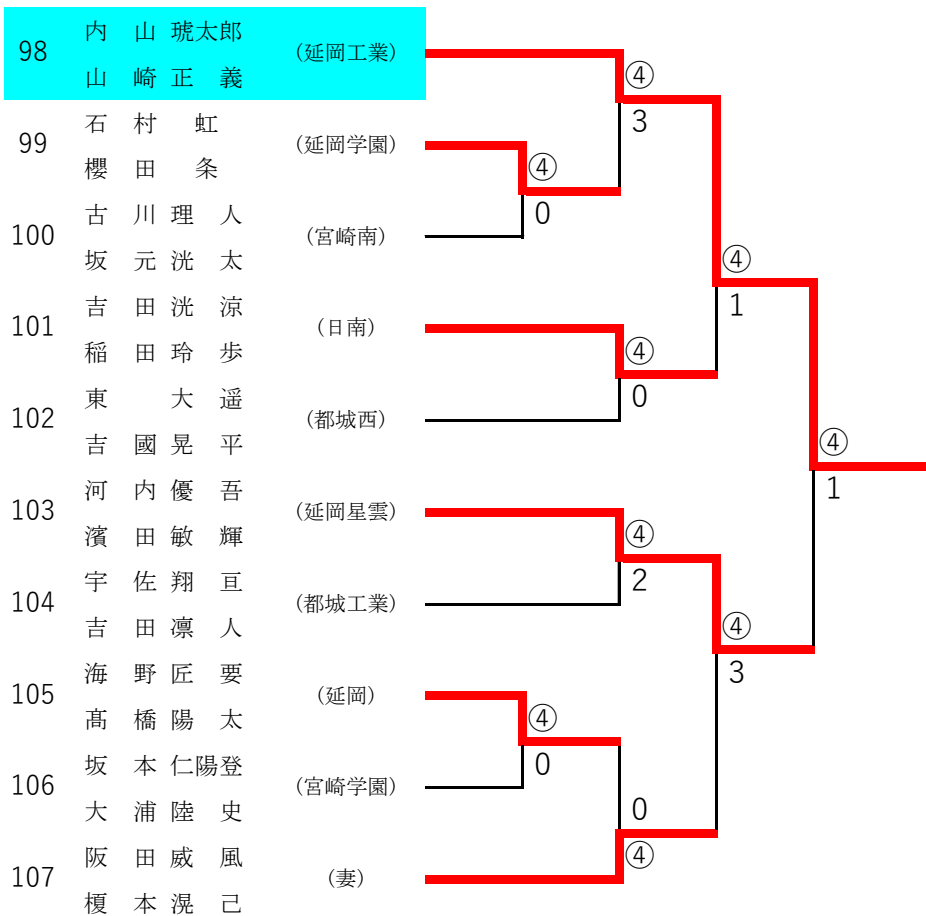 98 内山琥太郎 (延岡工業)
山崎正義
99 石村虹 (延岡学園)
櫻田条
100 古川理人 (宮崎南)
坂元洸太
101 吉田洸涼 (日南)
稲田玲歩
102 東大遥 (都城西)
吉國晃平
103 河内優吾 (延岡星雲)
濱田敏輝
104 宇佐翔亘 (都城工業)
吉田凛人
105 海野匠要 (延岡)
髙橋陽太
106 坂本仁陽登 (宮崎学園)
大浦陸史
107 阪田威風 (妻)
榎本滉己
④
3
④
0
④
1
④
0
④
1
④
2
④
3
④
0
0
④